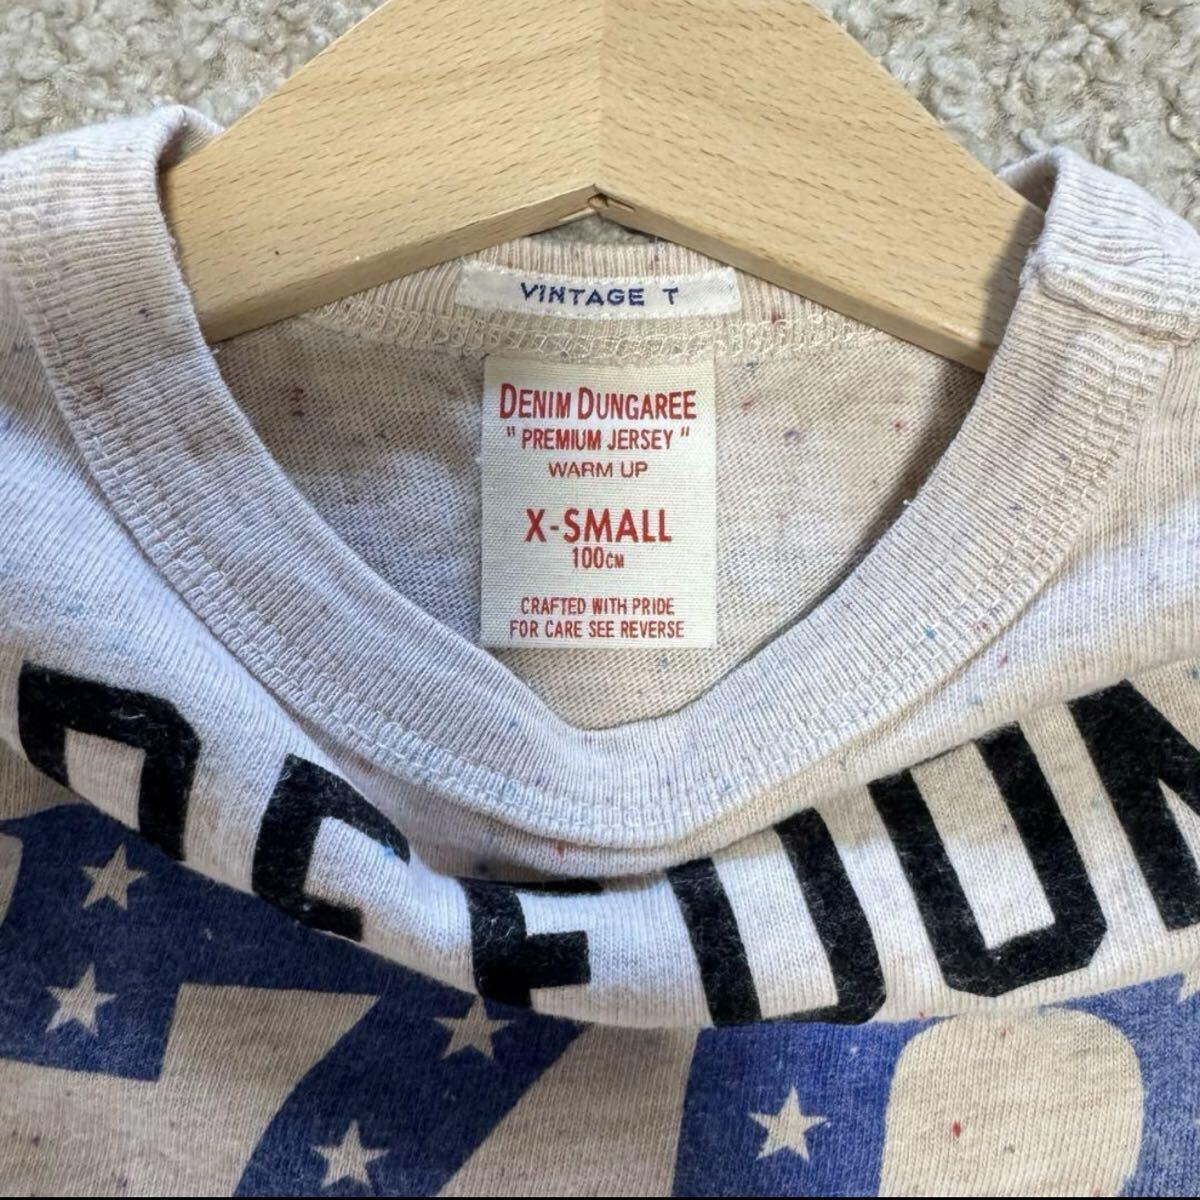 VINTAGE T
DENIM DUNGAREE
" PREMIUM JERSEY "
WARM UP
X-SMALL
100CM
CRAFTED WITH PRIDE
FOR CARE SEE REVERSE